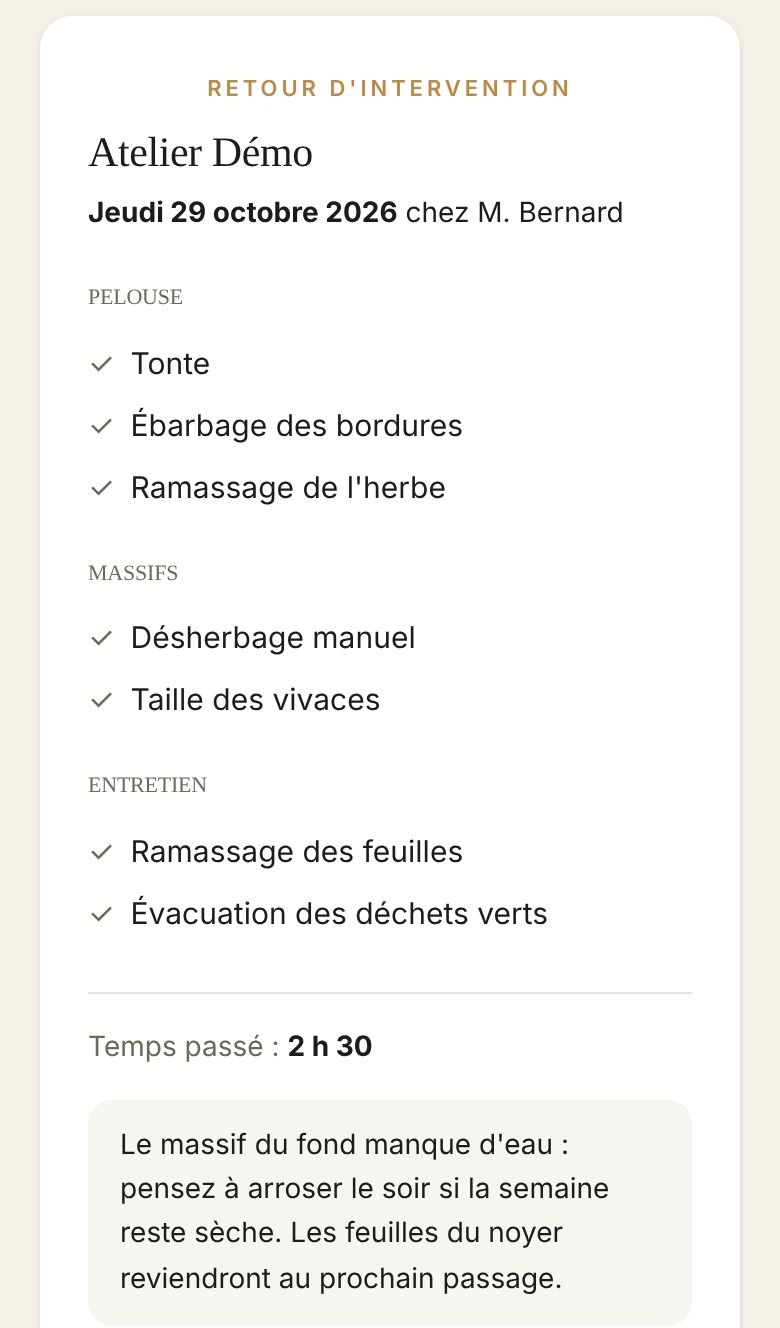 RETOUR D'INTERVENTION
Atelier Démo
Jeudi 29 octobre 2026 chez M. Bernard
PELOUSE
Tonte
Ébarbage des bordures
Ramassage de l'herbe
MASSIFS
Désherbage manuel
Taille des vivaces
ENTRETIEN
Ramassage des feuilles
Évacuation des déchets verts
Temps passé : 2 h 30
Le massif du fond manque d'eau :
pensez à arroser le soir si la semaine
reste sèche. Les feuilles du noyer
reviendront au prochain passage.